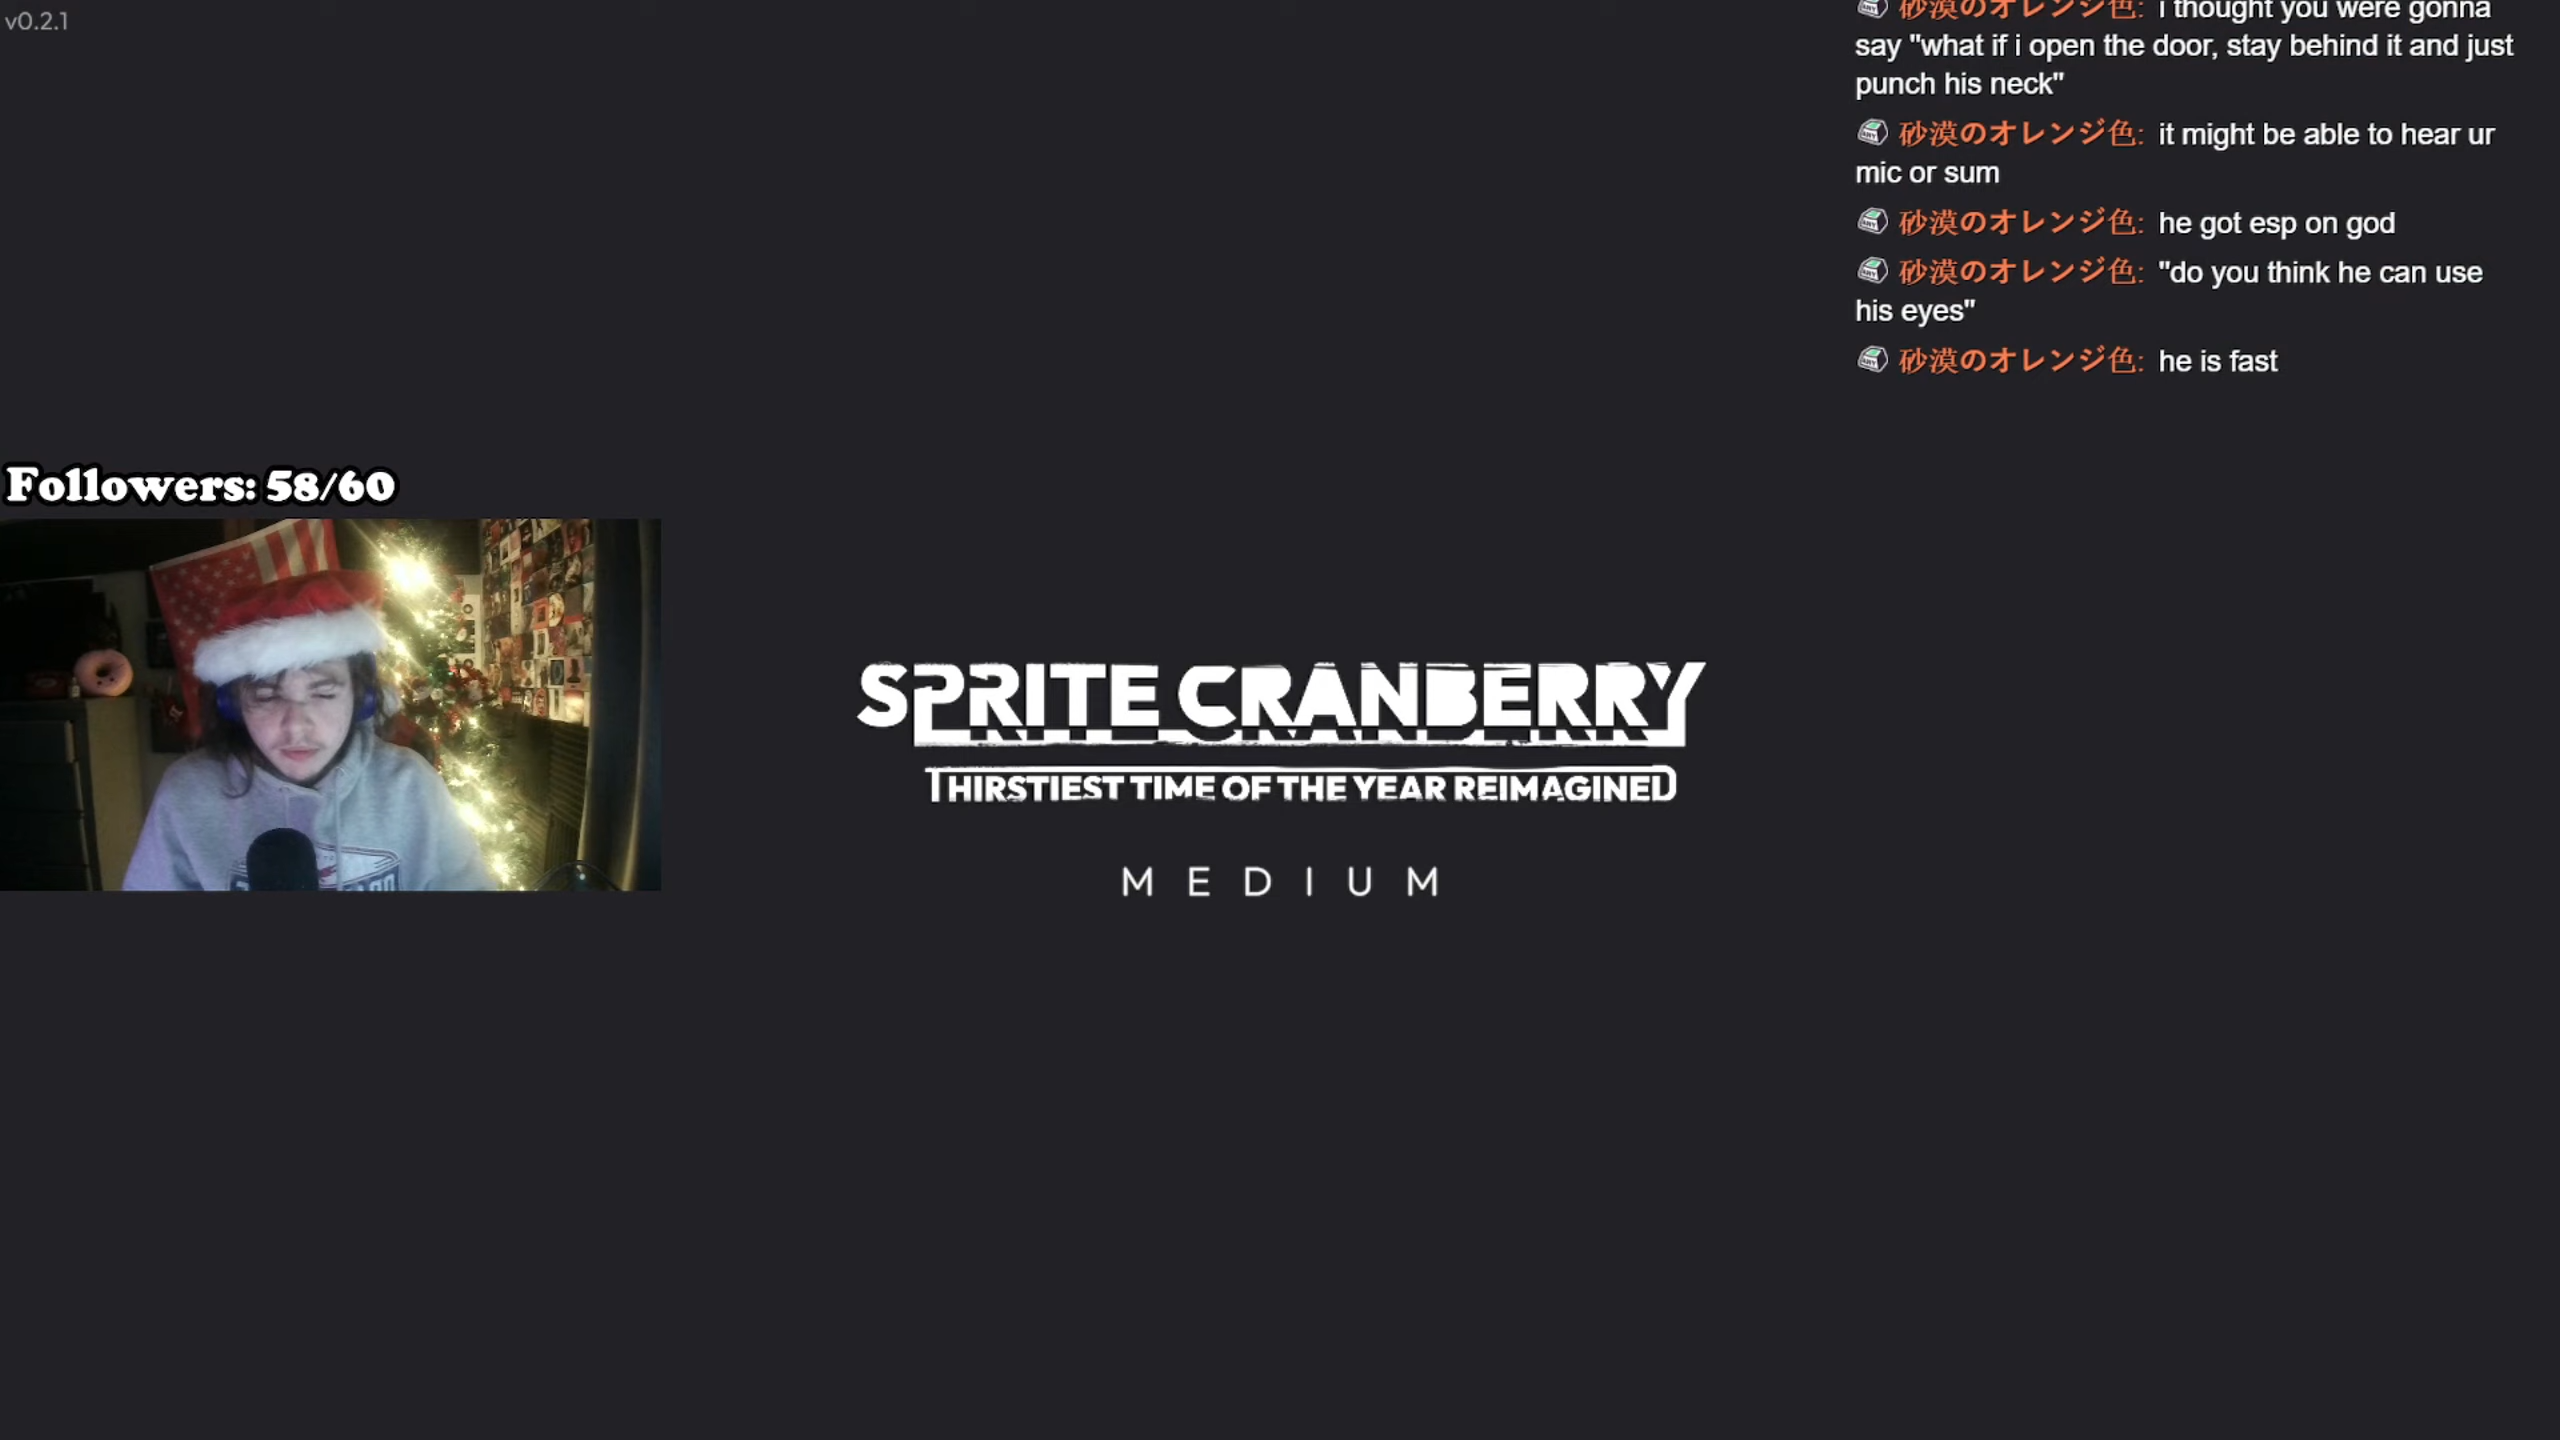 v0.2.1
砂漠のオレンジ色: i thought you were gonna
say "what if i open the door, stay behind it and just
punch his neck"
砂漠のオレンジ色: it might be able to hear ur
mic or sum
砂漠のオレンジ色: he got esp on god
砂漠のオレンジ色: "do you think he can use
his eyes"
砂漠のオレンジ色: he is fast
Followers: 58/60
SPRITE CRANBERRY
THIRSTIEST TIME OF THE YEAR REIMAGINED
MEDIUM